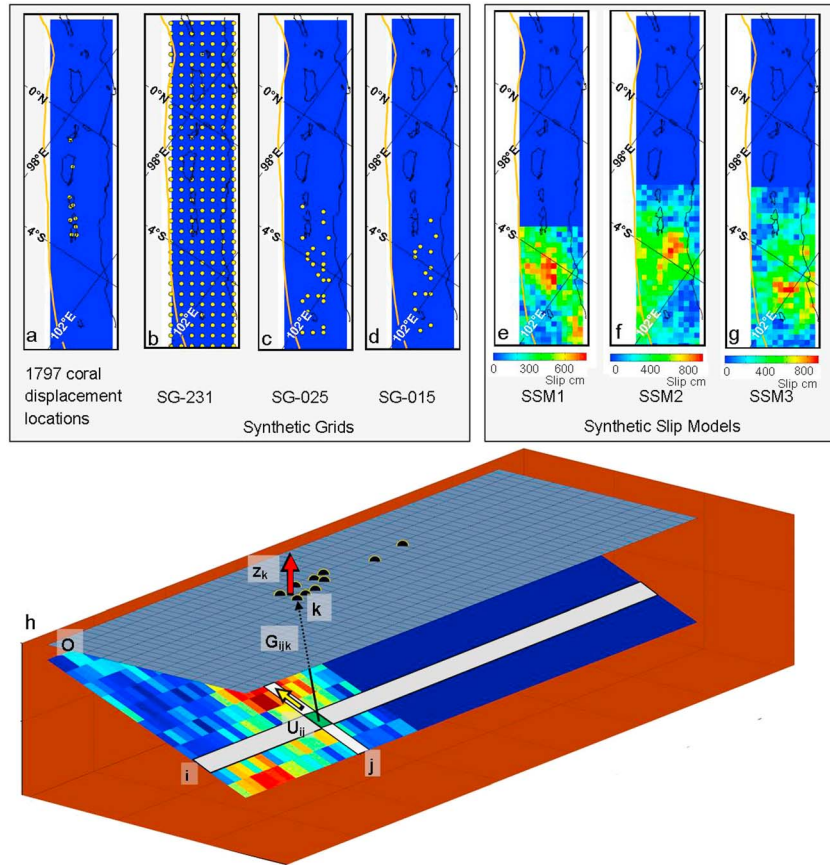 0°N
98°E
4°S
102°E
a
0°N
98°E
4°S
102°E
b
0°N
98°E
4°S
102°E
c
0°N
98°E
4°S
102°E
d
0°N
98°E
4°S
102°E
e
0°N
98°E
4°S
102°E
f
0°N
98°E
4°S
102°E
g
1797 coral
displacement
locations
SG-231
SG-025
SG-015
Synthetic Grids
0 300 600
Slip cm
SSM1
0 400 800
Slip cm
SSM2
0 400 800
Slip cm
SSM3
Synthetic Slip Models
h
O
Zk
k
Gijk
Uij
i
j